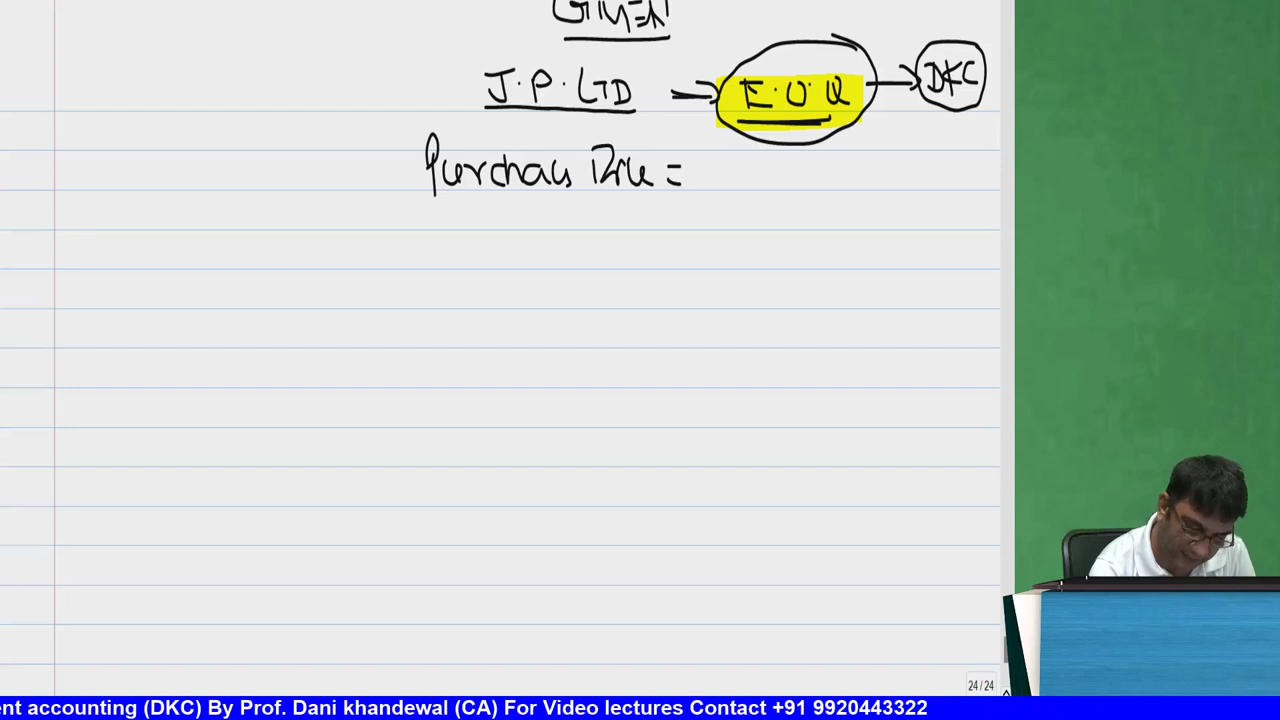 Given
J.P. LTD → E.O.Q → DKC
Purchase Price =
24 / 24
ent accounting (DKC) By Prof. Dani khandewal (CA) For Video lectures Contact +91 9920443322